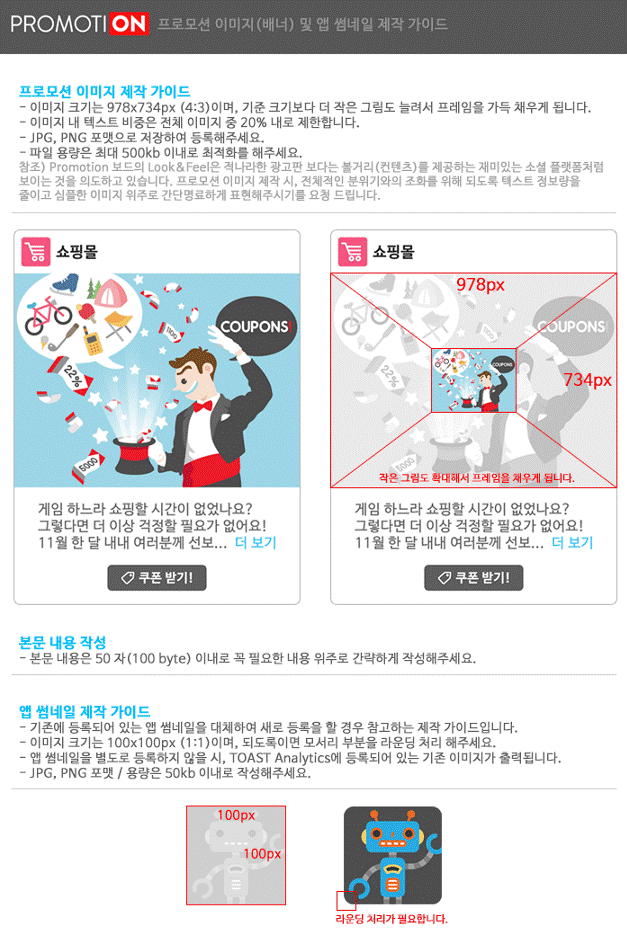 PROMOTION 프로모션 이미지(배너) 및 앱 썸네일 제작 가이드
프로모션 이미지 제작 가이드
- 이미지 크기는 978x734px (4:3)이며, 기준 크기보다 더 작은 그림도 늘려서 프레임을 가득 채우게 됩니다.
- 이미지 내 텍스트 비중은 전체 이미지 중 20% 내로 제한합니다.
- JPG, PNG 포맷으로 저장하여 등록해주세요.
- 파일 용량은 최대 500kb 이내로 최적화를 해주세요.
참조) Promotion 보드의 Look&Feel은 적나라한 광고판 보다는 볼거리(컨텐츠)를 제공하는 재미있는 소셜 플랫폼처럼
보이는 것을 의도하고 있습니다. 프로모션 이미지 제작 시, 전체적인 분위기와의 조화를 위해 되도록 텍스트 정보량을
줄이고 심플한 이미지 위주로 간단명료하게 표현해주시기를 요청 드립니다.
쇼핑몰
COUPONS!
1100
22%
5000
게임 하느라 쇼핑할 시간이 없었나요?
그렇다면 더 이상 걱정할 필요가 없어요!
11월 한 달 내내 여러분께 선보... 더 보기
쿠폰 받기!
쇼핑몰
978px
COUPONS!
COUPONS
734px
작은 그림도 확대해서 프레임을 채우게 됩니다.
게임 하느라 쇼핑할 시간이 없었나요?
그렇다면 더 이상 걱정할 필요가 없어요!
11월 한 달 내내 여러분께 선보... 더 보기
쿠폰 받기!
본문 내용 작성
- 본문 내용은 50 자(100 byte) 이내로 꼭 필요한 내용 위주로 간략하게 작성해주세요.
앱 썸네일 제작 가이드
- 기존에 등록되어 있는 앱 썸네일을 대체하여 새로 등록을 할 경우 참고하는 제작 가이드입니다.
- 이미지 크기는 100x100px (1:1)이며, 되도록이면 모서리 부분을 라운딩 처리 해주세요.
- 앱 썸네일을 별도로 등록하지 않을 시, TOAST Analytics에 등록되어 있는 기존 이미지가 출력됩니다.
- JPG, PNG 포맷 / 용량은 50kb 이내로 작성해주세요.
100px
100px
라운딩 처리가 필요합니다.